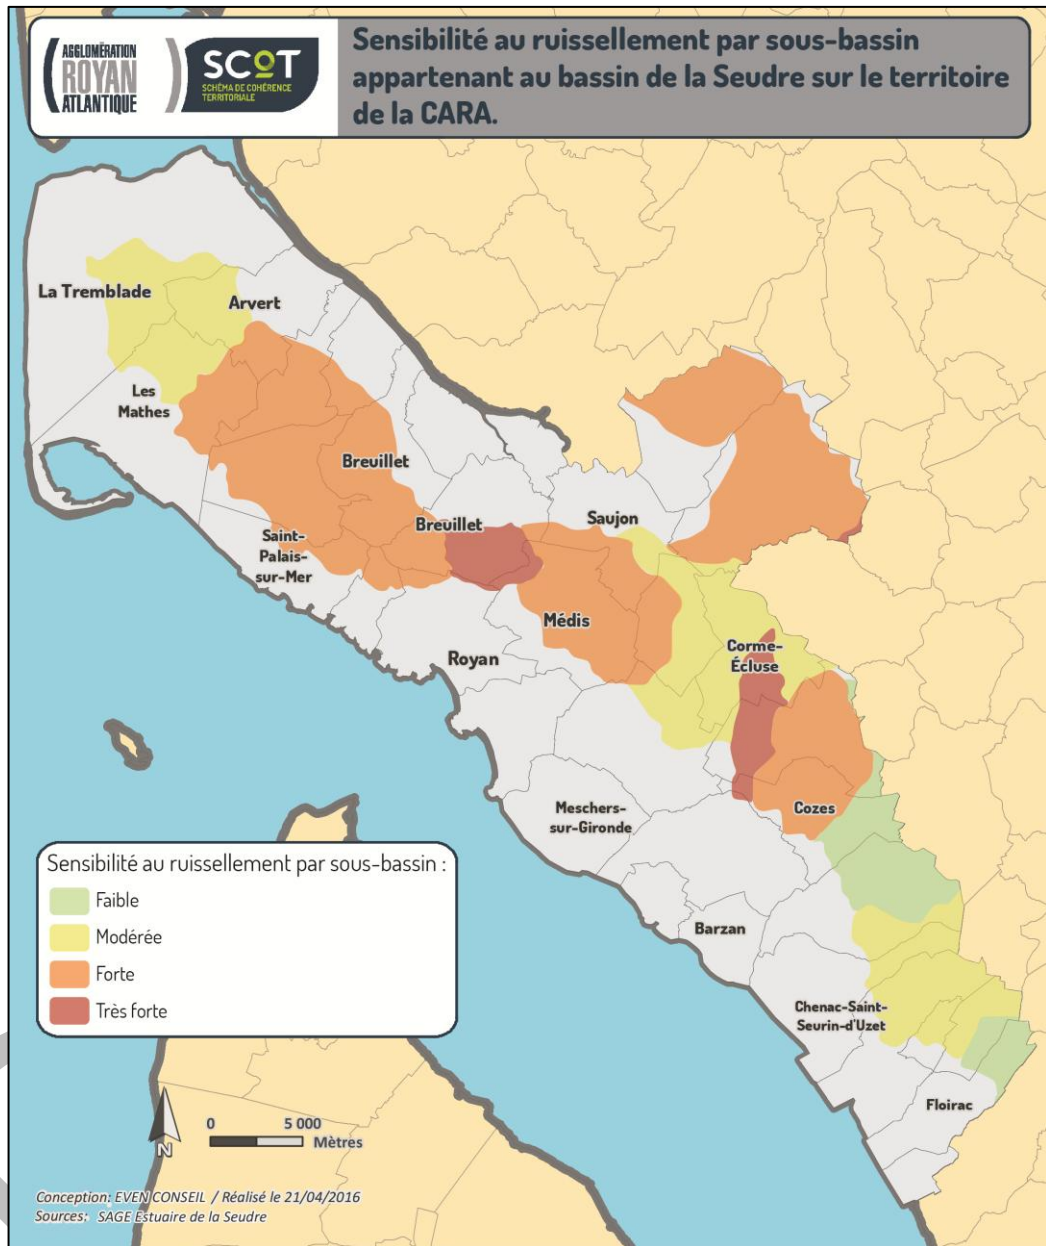 AGGLOMÉRATION
ROYAN
ATLANTIQUE
SCOT
SCHÉMA DE COHÉRENCE
TERRITORIALE
Sensibilité au ruissellement par sous-bassin
appartenant au bassin de la Seudre sur le territoire
de la CARA.
La Tremblade
Arvert
Les
Mathes
Breuillet
Breuillet
Saujon
Saint-
Palais-
sur-Mer
Médis
Royan
Corme-
Écluse
Meschers-
sur-Gironde
Cozes
Barzan
Chenac-Saint-
Seurin-d'Uzet
Floirac
Sensibilité au ruissellement par sous-bassin :
Faible
Modérée
Forte
Très forte
N
0 5 000
Mètres
Conception: EVEN CONSEIL / Réalisé le 21/04/2016
Sources: SAGE Estuaire de la Seudre